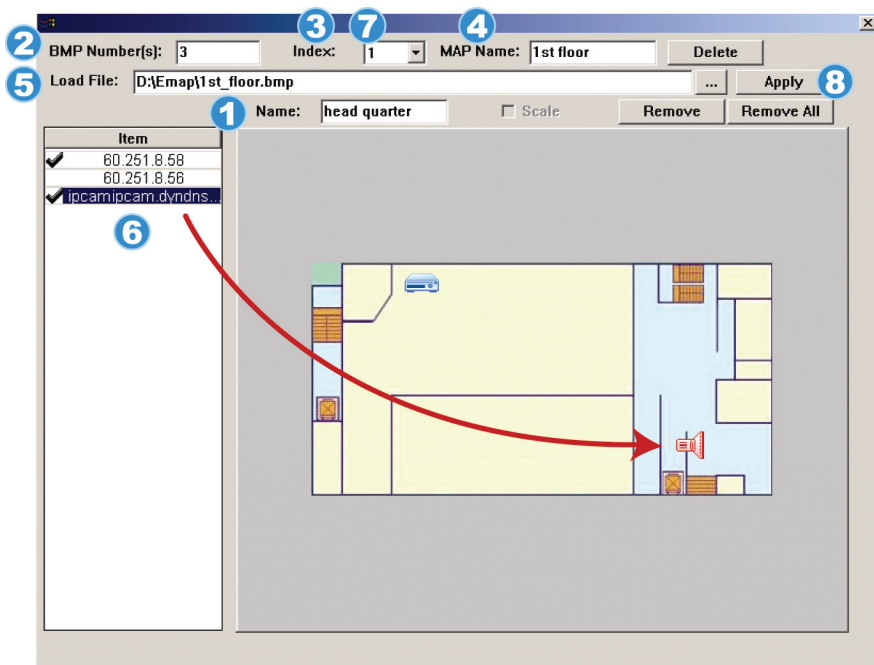 3 7 4
2 BMP Number(s): 3 Index: 1 MAP Name: 1st floor Delete
5 Load File: D:\Emap\1st_floor.bmp ... Apply 8
1 Name: head quarter Scale Remove Remove All
Item
60.251.8.58
60.251.8.56
ipcamipcam.dyndns...
6